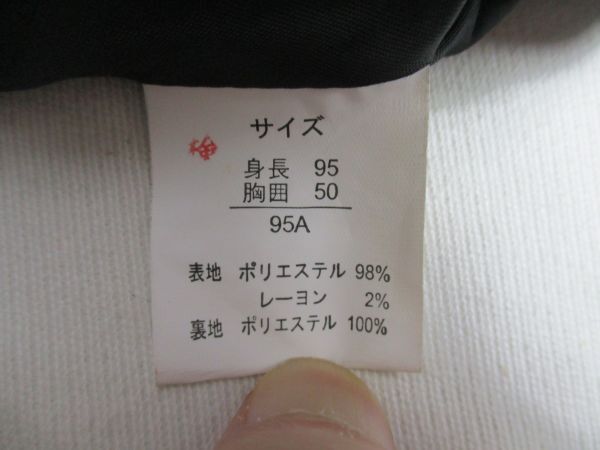 サイズ
身長 95
胸囲 50
95A
表地 ポリエステル 98%
レーヨン 2%
裏地 ポリエステル 100%